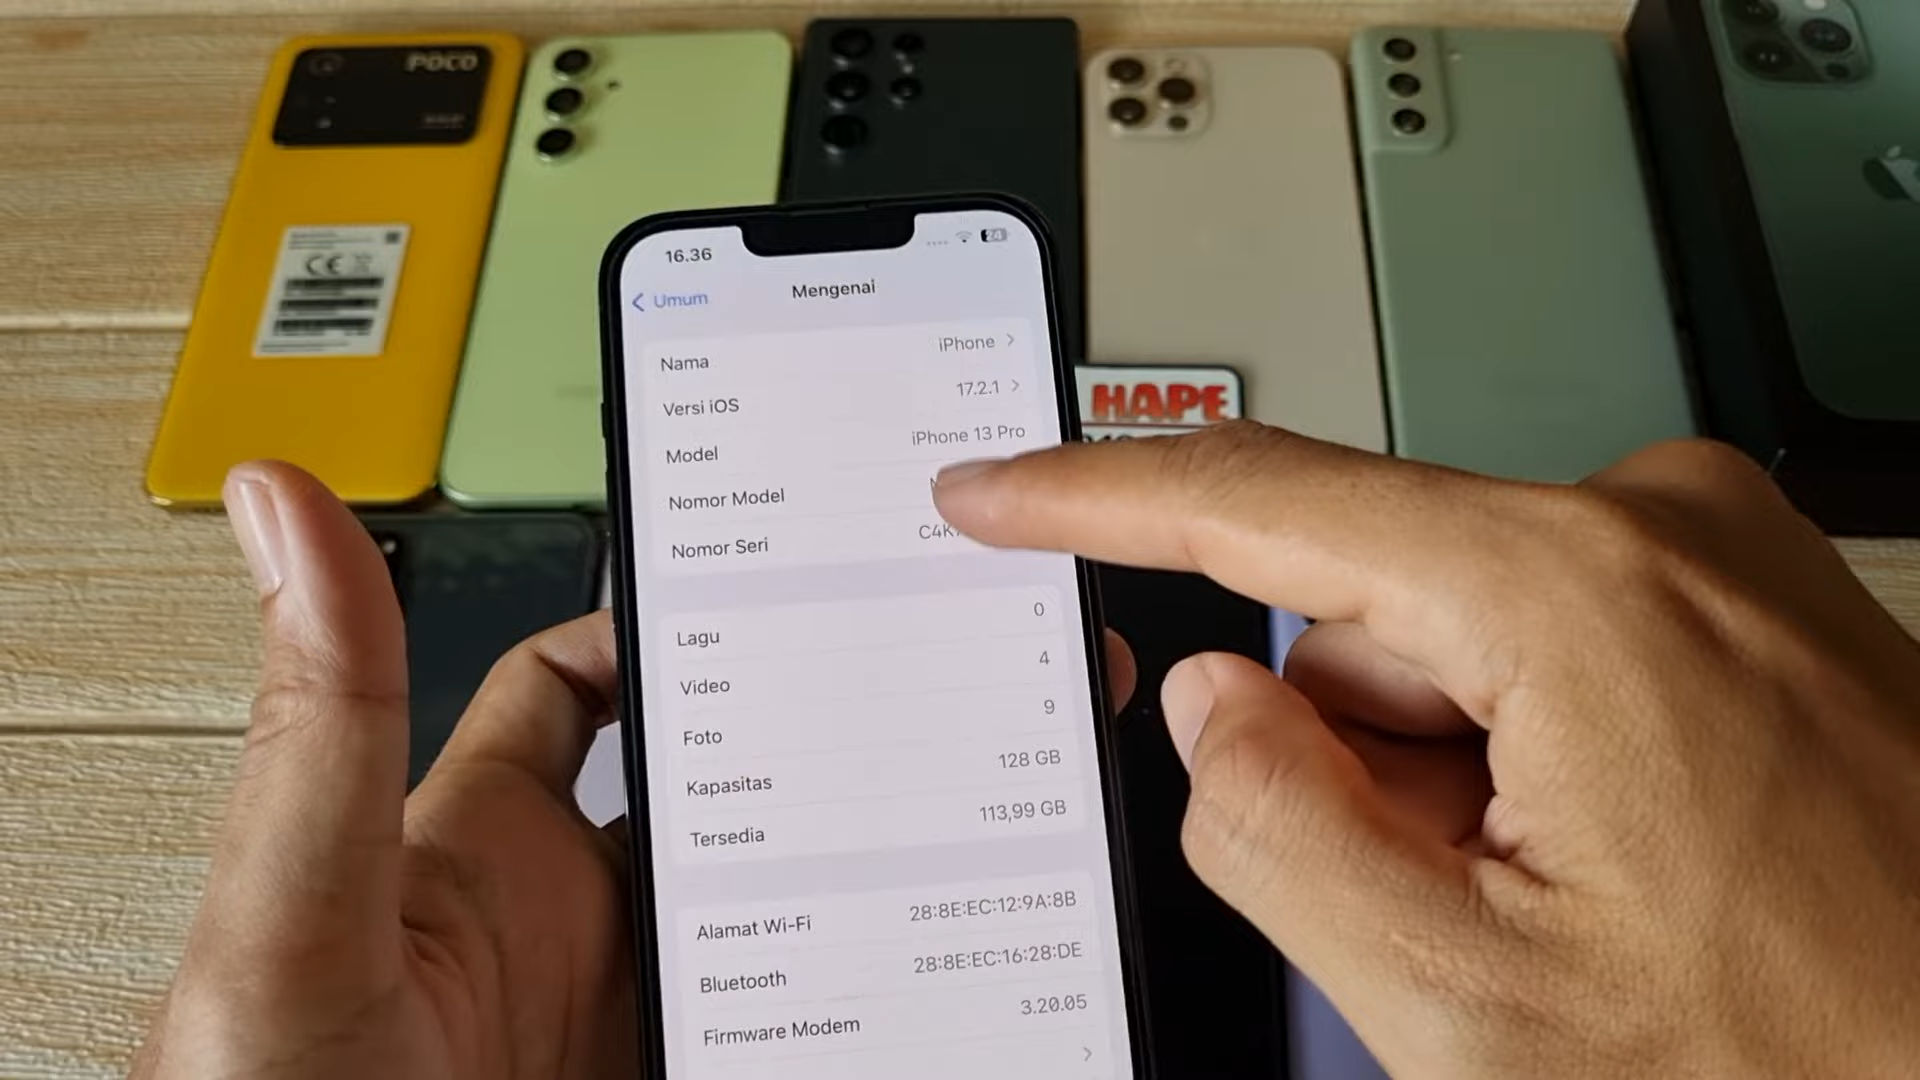 POCO
CE
16.36
24
Umum
Mengenai
Nama
iPhone
Versi iOS
17.2.1
Model
iPhone 13 Pro
Nomor Model
Nomor Seri
C4K
Lagu
0
Video
4
Foto
9
Kapasitas
128 GB
Tersedia
113,99 GB
Alamat Wi-Fi
28:8E:EC:12:9A:8B
Bluetooth
28:8E:EC:16:28:DE
Firmware Modem
3.20.05
HAPE